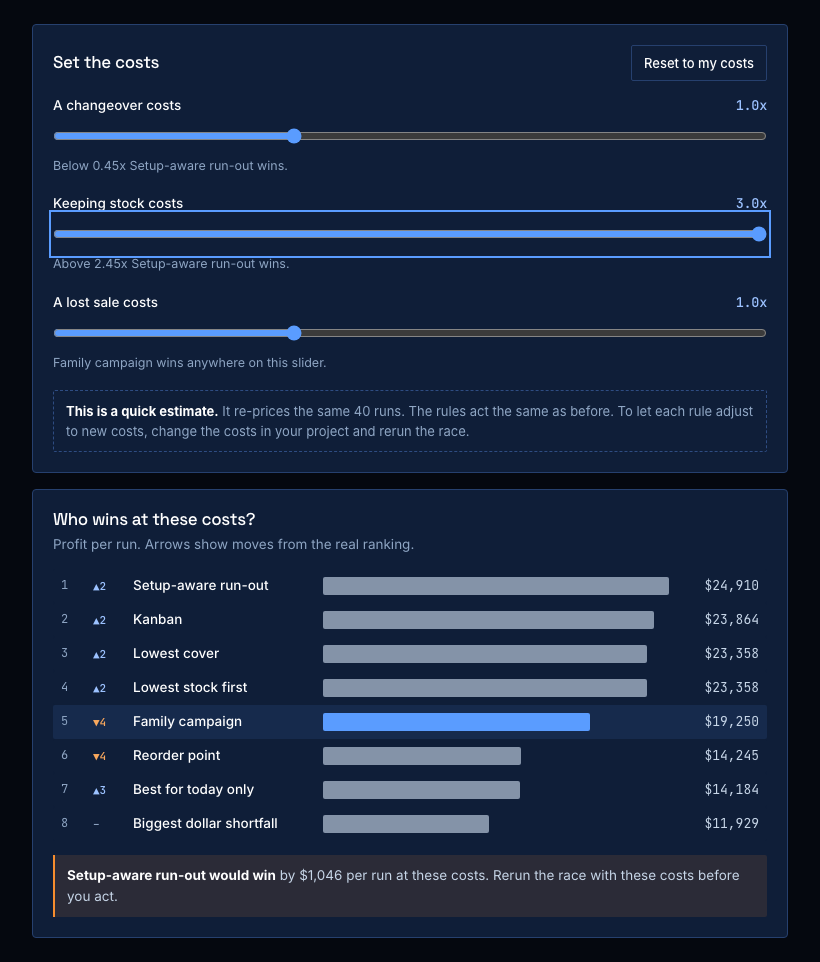 Set the costs
Reset to my costs
A changeover costs 1.0x
Below 0.45x Setup-aware run-out wins.
Keeping stock costs 3.0x
Above 2.45x Setup-aware run-out wins.
A lost sale costs 1.0x
Family campaign wins anywhere on this slider.
This is a quick estimate. It re-prices the same 40 runs. The rules act the same as before. To let each rule adjust
to new costs, change the costs in your project and rerun the race.
Who wins at these costs?
Profit per run. Arrows show moves from the real ranking.
1 ▲2 Setup-aware run-out $24,910
2 ▲2 Kanban $23,864
3 ▲2 Lowest cover $23,358
4 ▲2 Lowest stock first $23,358
5 ▼4 Family campaign $19,250
6 ▼4 Reorder point $14,245
7 ▲3 Best for today only $14,184
8 – Biggest dollar shortfall $11,929
Setup-aware run-out would win by $1,046 per run at these costs. Rerun the race with these costs before
you act.